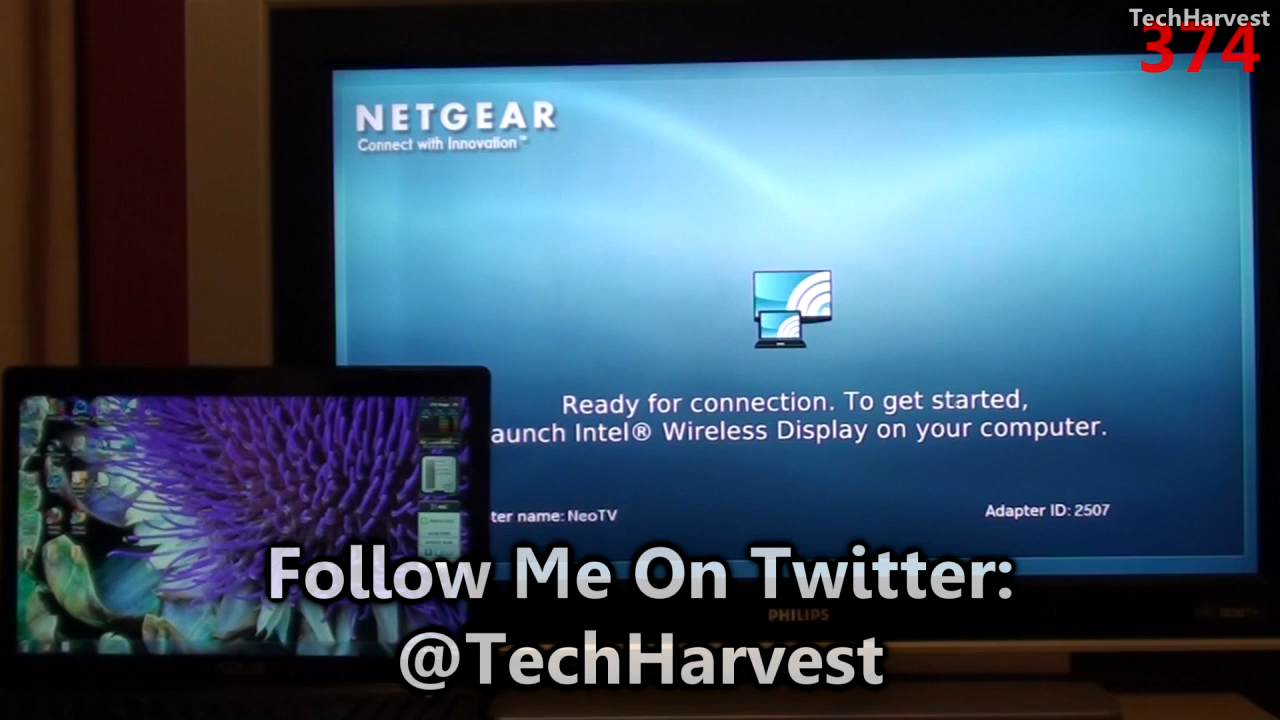 TechHarvest
374
NETGEAR
Connect with Innovation™
Ready for connection. To get started,
aunch Intel® Wireless Display on your computer.
ter name: NeoTV
Adapter ID: 2507
Follow Me On Twitter:
PHILIPS
@TechHarvest